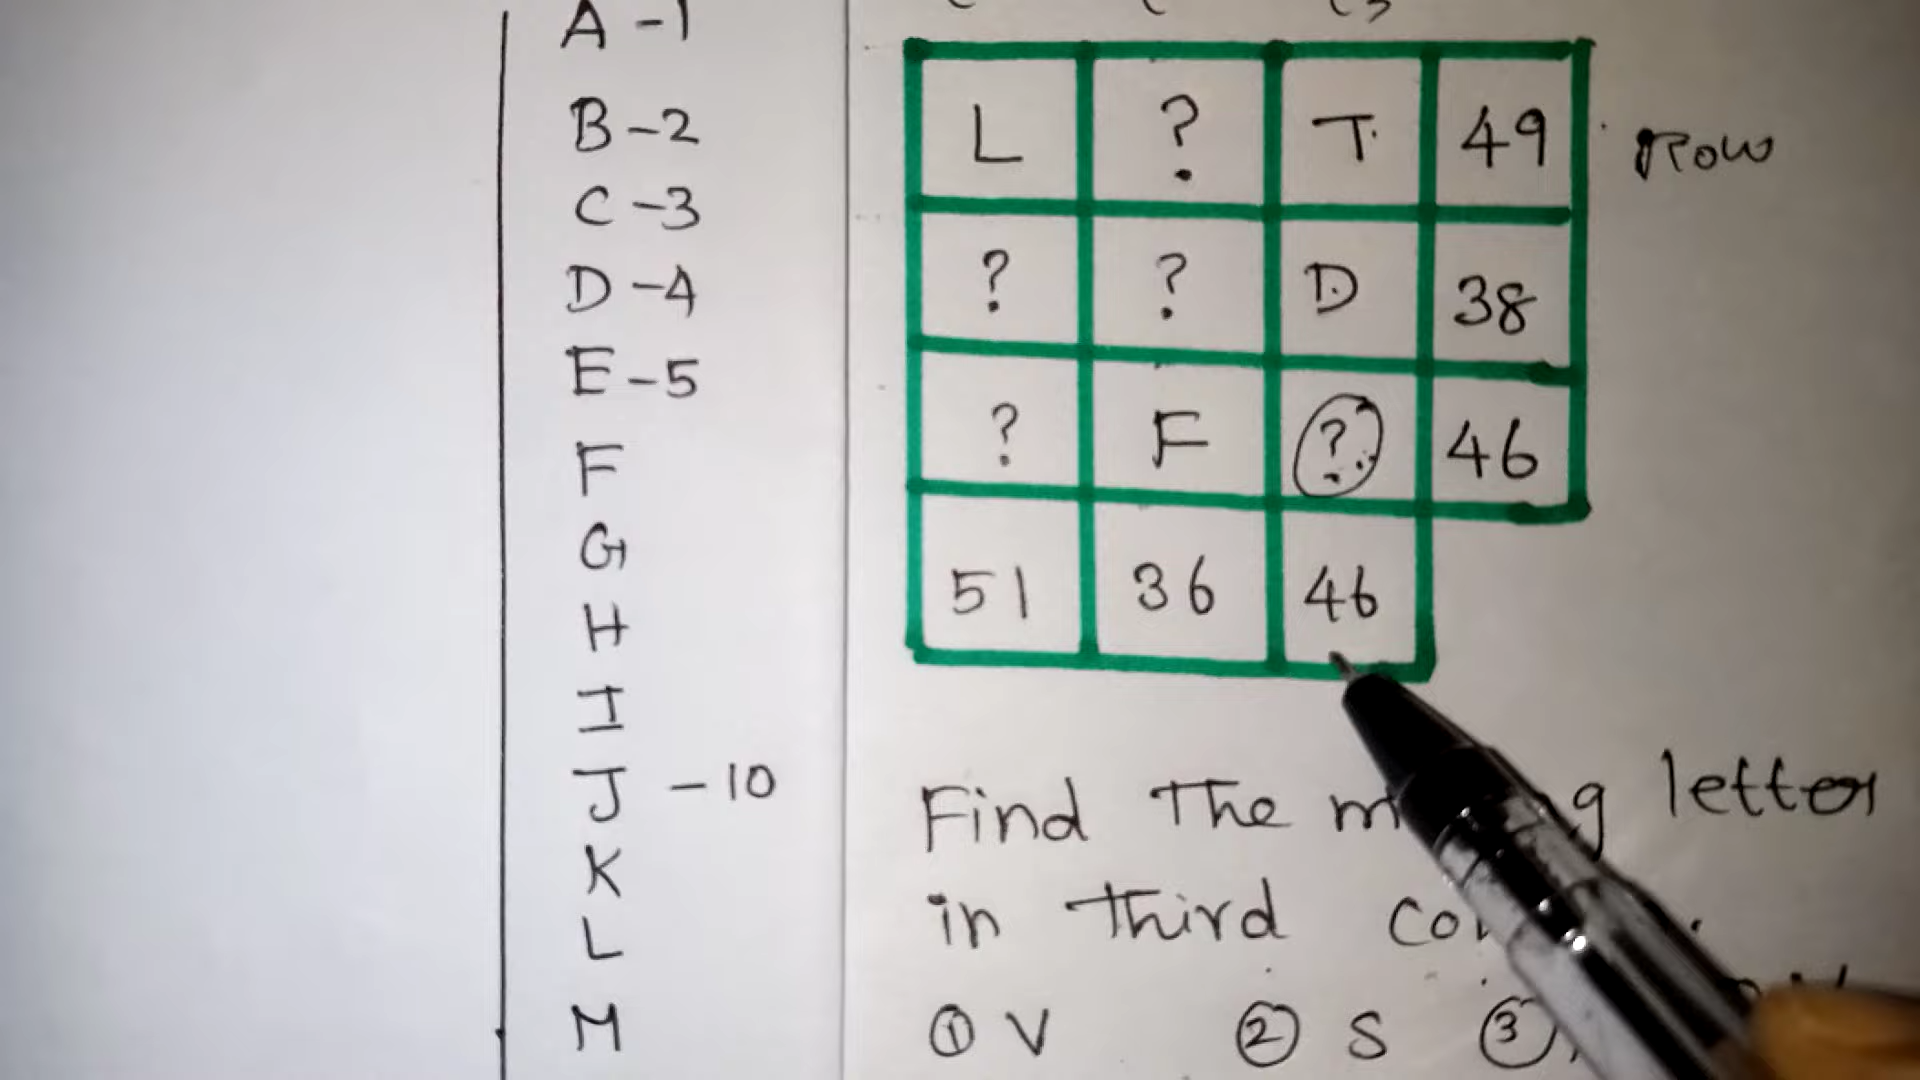 A -1
B -2
C -3
D -4
E -5
F
G
H
I
J -10
K
L
M
L ? T 49 Row
? ? D 38
? F ? 46
51 36 46
Find The letter
in Third
① V ② S ③